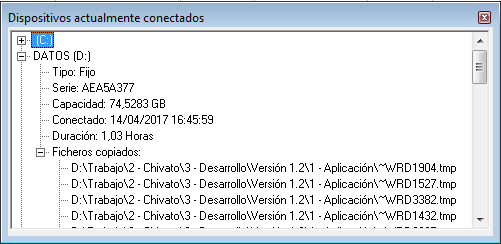 Dispositivos actualmente conectados
(C:)
DATOS (D:)
Tipo: Fijo
Serie: AEA5A377
Capacidad: 74,5283 GB
Conectado: 14/04/2017 16:45:59
Duración: 1,03 Horas
Ficheros copiados:
D:\Trabajo\2 - Chivato\3 - Desarrollo\Versión 1.2\1 - Aplicación\~WRD1904.tmp
D:\Trabajo\2 - Chivato\3 - Desarrollo\Versión 1.2\1 - Aplicación\~WRD1527.tmp
D:\Trabajo\2 - Chivato\3 - Desarrollo\Versión 1.2\1 - Aplicación\~WRD3382.tmp
D:\Trabajo\2 - Chivato\3 - Desarrollo\Versión 1.2\1 - Aplicación\~WRD1432.tmp